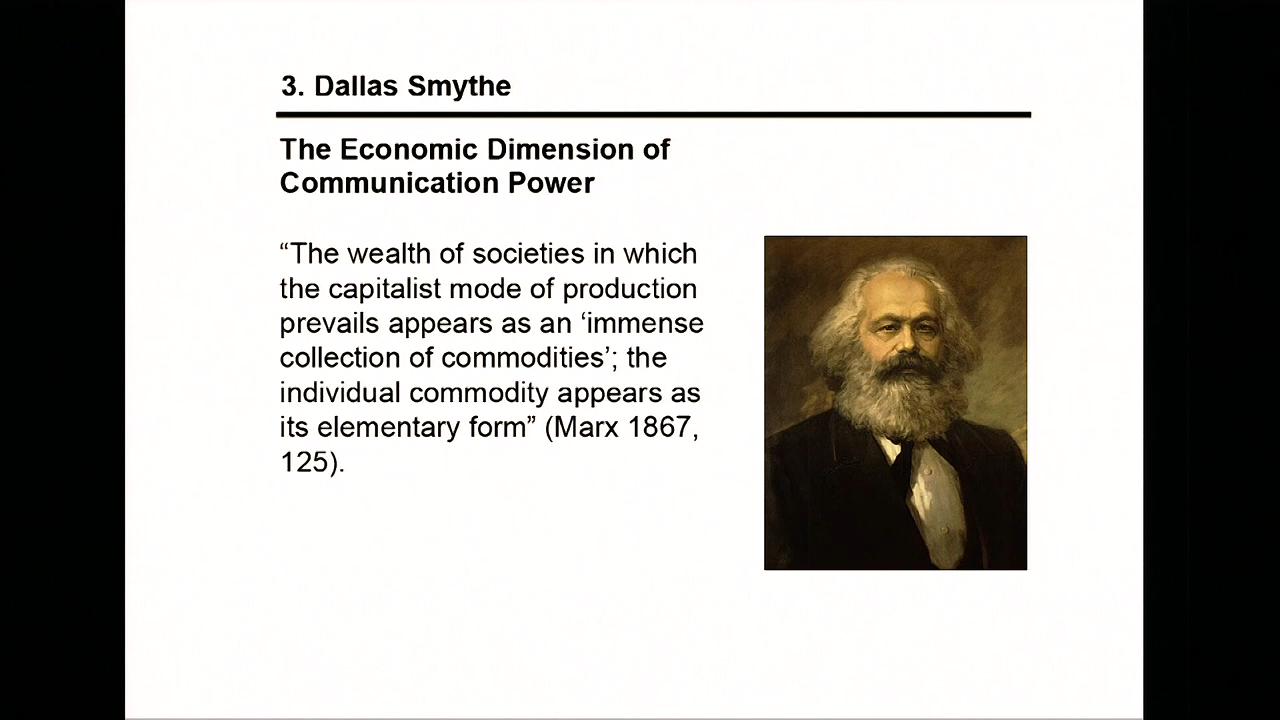 3. Dallas Smythe
The Economic Dimension of
Communication Power
“The wealth of societies in which
the capitalist mode of production
prevails appears as an ‘immense
collection of commodities’; the
individual commodity appears as
its elementary form” (Marx 1867,
125).